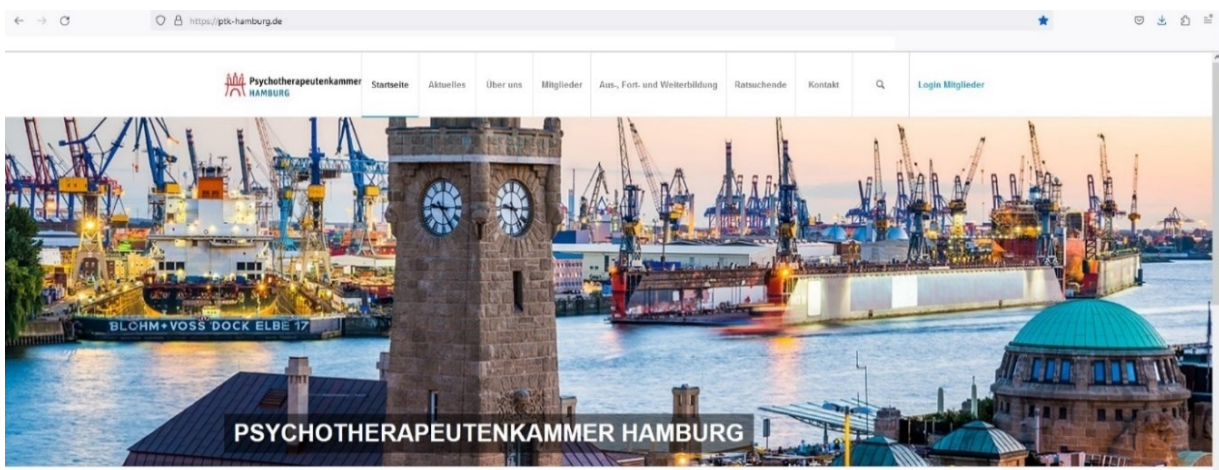 https://ptk-hamburg.de
Psychotherapeutenkammer
HAMBURG
Startseite
Aktuelles
Über uns
Mitglieder
Aus-, Fort- und Weiterbildung
Ratsuchende
Kontakt
Login Mitglieder
BLOHM+VOSS DOCK ELBE 17
PSYCHOTHERAPEUTENKAMMER HAMBURG